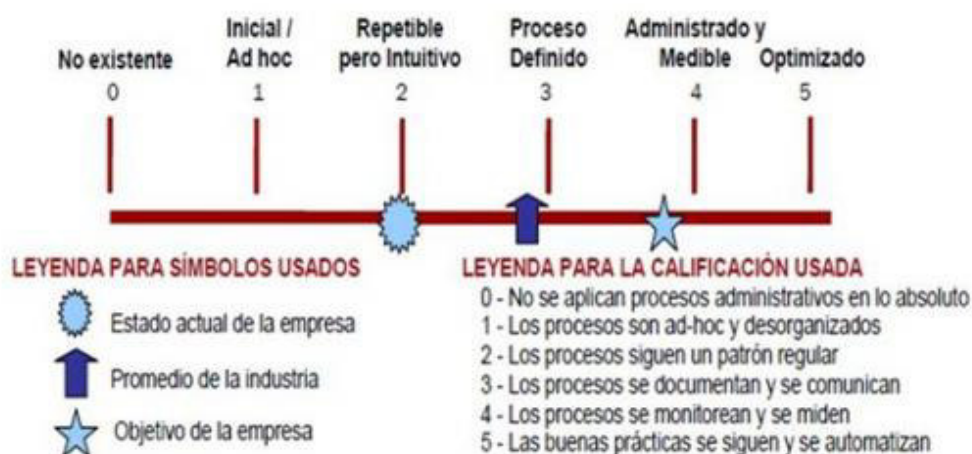 No existente
Inicial / Ad hoc
Repetible pero Intuitivo
Proceso Definido
Administrado y Medible
Optimizado
0 1 2 3 4 5
LEYENDA PARA SÍMBOLOS USADOS
Estado actual de la empresa
Promedio de la industria
Objetivo de la empresa
LEYENDA PARA LA CALIFICACIÓN USADA
0 - No se aplican procesos administrativos en lo absoluto
1 - Los procesos son ad-hoc y desorganizados
2 - Los procesos siguen un patrón regular
3 - Los procesos se documentan y se comunican
4 - Los procesos se monitorean y se miden
5 - Las buenas prácticas se siguen y se automatizan